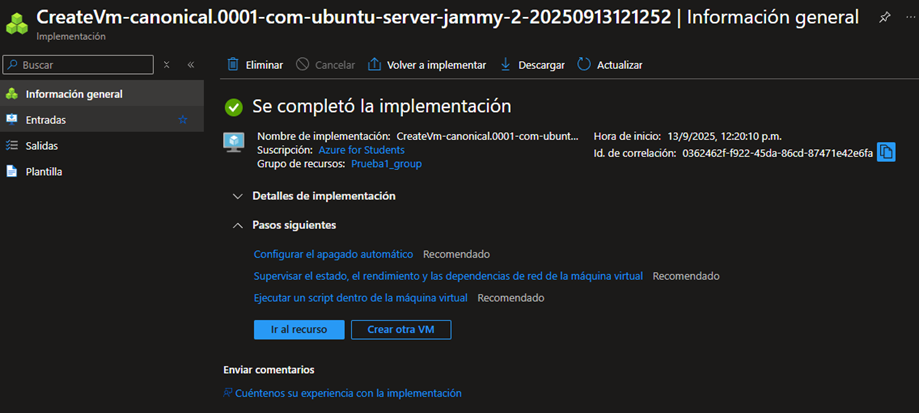 CreateVm-canonical.0001-com-ubuntu-server-jammy-2-20250913121252 | Información general
Implementación
Buscar
Eliminar
Cancelar
Volver a implementar
Descargar
Actualizar
Información general
Entradas
Salidas
Plantilla
Se completó la implementación
Nombre de implementación: CreateVm-canonical.0001-com-ubunt...
Suscripción: Azure for Students
Grupo de recursos: Prueba1_group
Hora de inicio: 13/9/2025, 12:20:10 p.m.
Id. de correlación: 0362462f-f922-45da-86cd-87471e42e6fa
Detalles de implementación
Pasos siguientes
Configurar el apagado automático Recomendado
Supervisar el estado, el rendimiento y las dependencias de red de la máquina virtual Recomendado
Ejecutar un script dentro de la máquina virtual Recomendado
Ir al recurso
Crear otra VM
Enviar comentarios
Cuéntenos su experiencia con la implementación